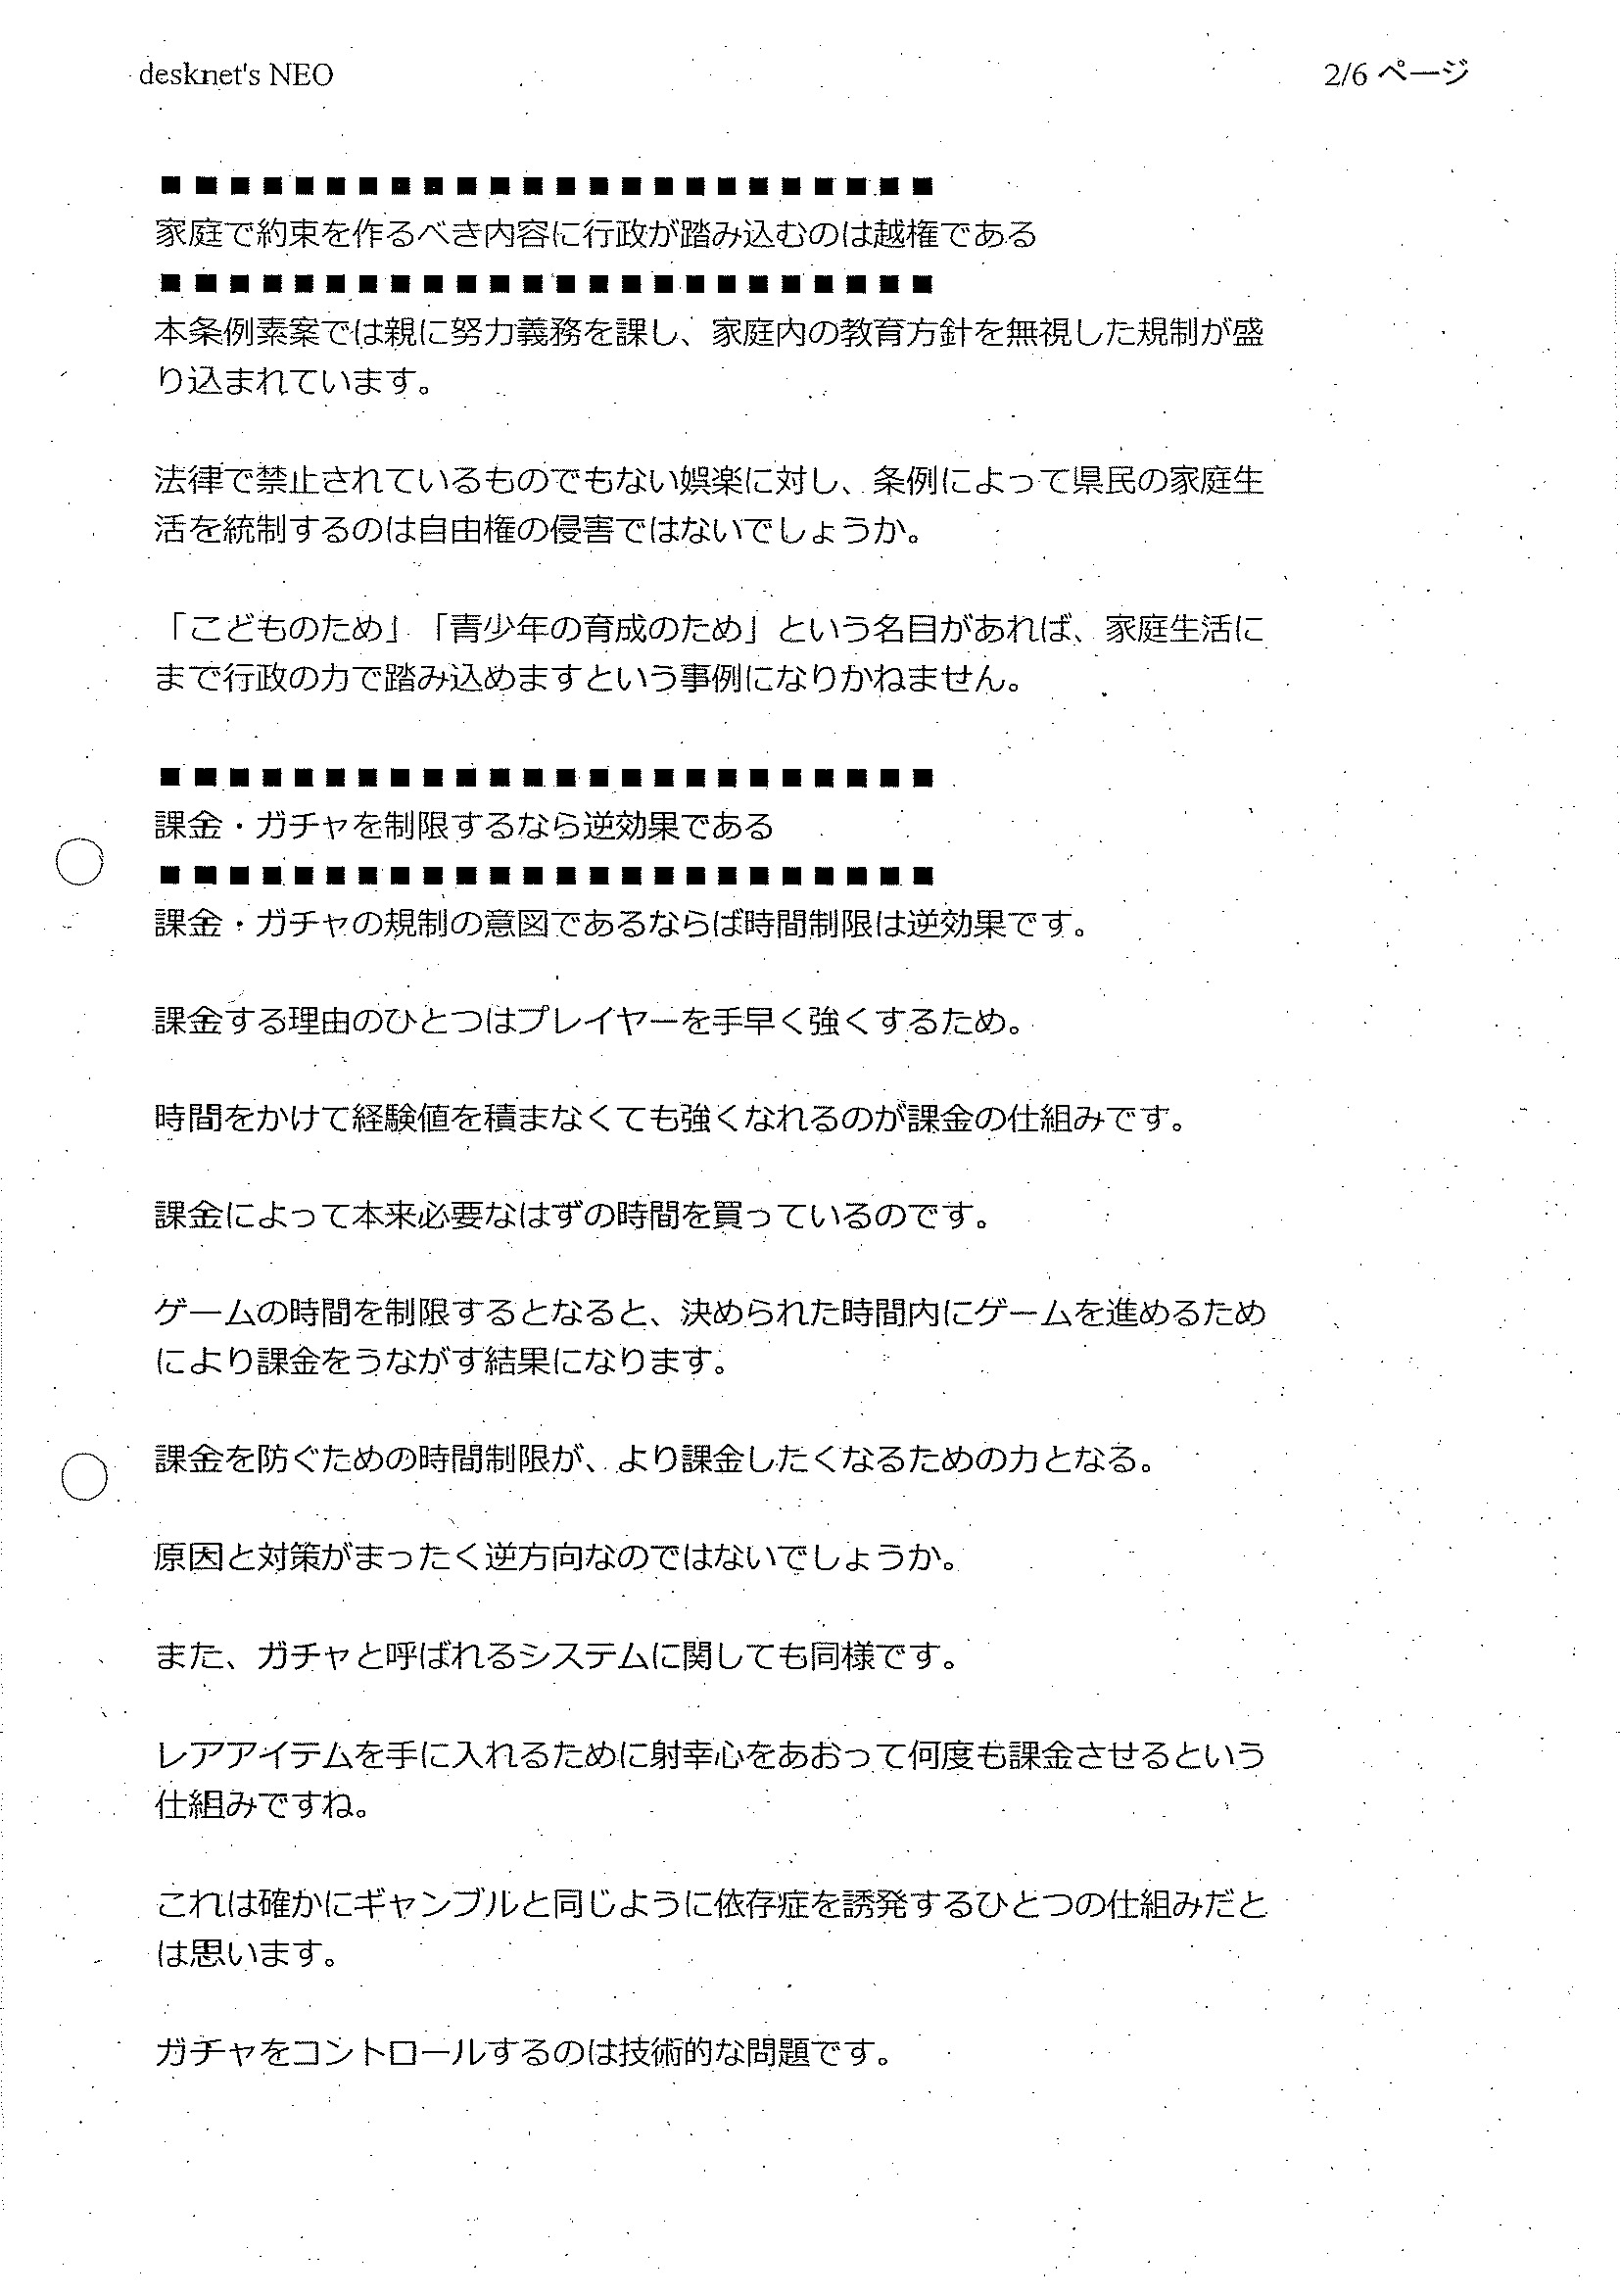 desknet's NEO
2/6 ページ
■■■■■■■■■■■■■■■■■■■■■■■■
家庭で約束を作るべき内容に行政が踏み込むのは越権である
■■■■■■■■■■■■■■■■■■■■■■■■
本条例素案では親に努力義務を課し、家庭内の教育方針を無視した規制が盛
り込まれています。
法律で禁止されているものでもない娯楽に対し、条例によって県民の家庭生
活を統制するのは自由権の侵害ではないでしょうか。
「こどものため」「青少年の育成のため」という名目があれば、家庭生活に
まで行政の力で踏み込めますという事例になりかねません。
■■■■■■■■■■■■■■■■■■■■■■■■
課金・ガチャを制限するなら逆効果である
■■■■■■■■■■■■■■■■■■■■■■■■
課金・ガチャの規制の意図であるならば時間制限は逆効果です。
課金する理由のひとつはプレイヤーを手早く強くするため。
時間をかけて経験値を積まなくても強くなれるのが課金の仕組みです。
課金によって本来必要なはずの時間を買っているのです。
ゲームの時間を制限するとなると、決められた時間内にゲームを進めるため
により課金をうながす結果になります。
課金を防ぐための時間制限が、より課金したくなるための力となる。
原因と対策がまったく逆方向なのではないでしょうか。
また、ガチャと呼ばれるシステムに関しても同様です。
レアアイテムを手に入れるために射幸心をあおって何度も課金させるという
仕組みですね。
これは確かにギャンブルと同じように依存症を誘発するひとつの仕組みだと
は思います。
ガチャをコントロールするのは技術的な問題です。